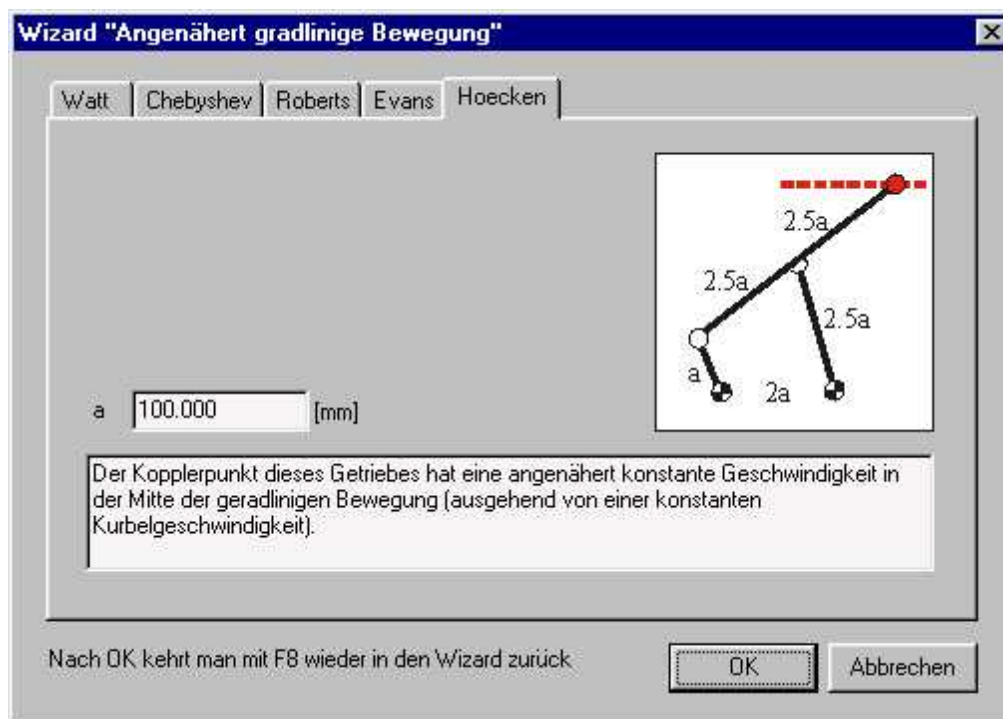 Wizard "Angenähert gradlinige Bewegung"
Watt Chebyshev Roberts Evans Hoecken
2.5a
2.5a
2.5a
a
2a
a 100.000 [mm]
Der Kopplerpunkt dieses Getriebes hat eine angenähert konstante Geschwindigkeit in
der Mitte der geradlinigen Bewegung (ausgehend von einer konstanten
Kurbelgeschwindigkeit).
Nach OK kehrt man mit F8 wieder in den Wizard zurück
OK Abbrechen